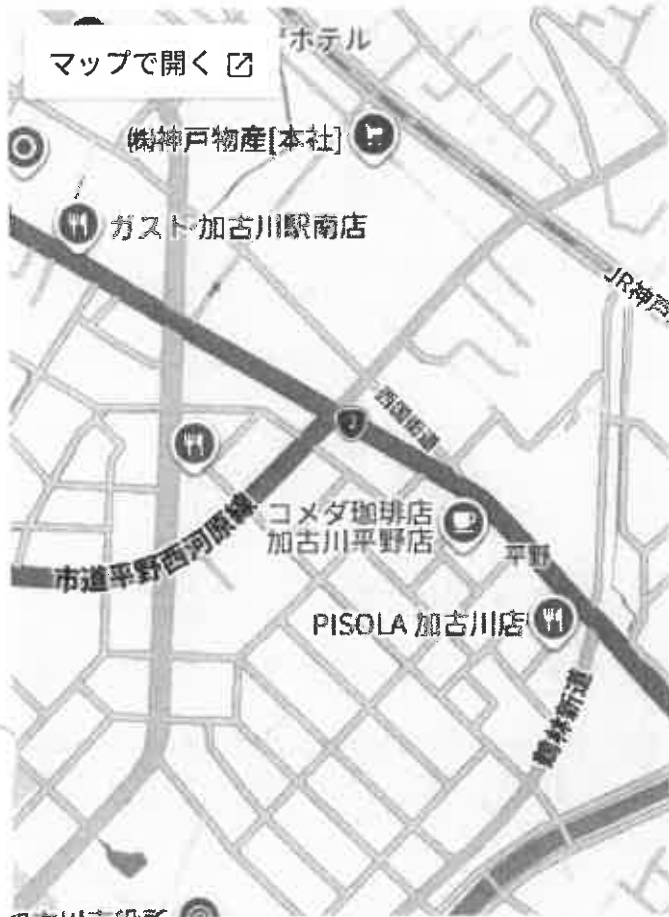 マップで開く
ホテル
㈱神戸物産[本社]
ガスト 加古川駅南店
JR神戸
西国街道
コメダ珈琲店
加古川平野店
市道平野西河原線
平野
PISOLA 加古川店
鶴林新道